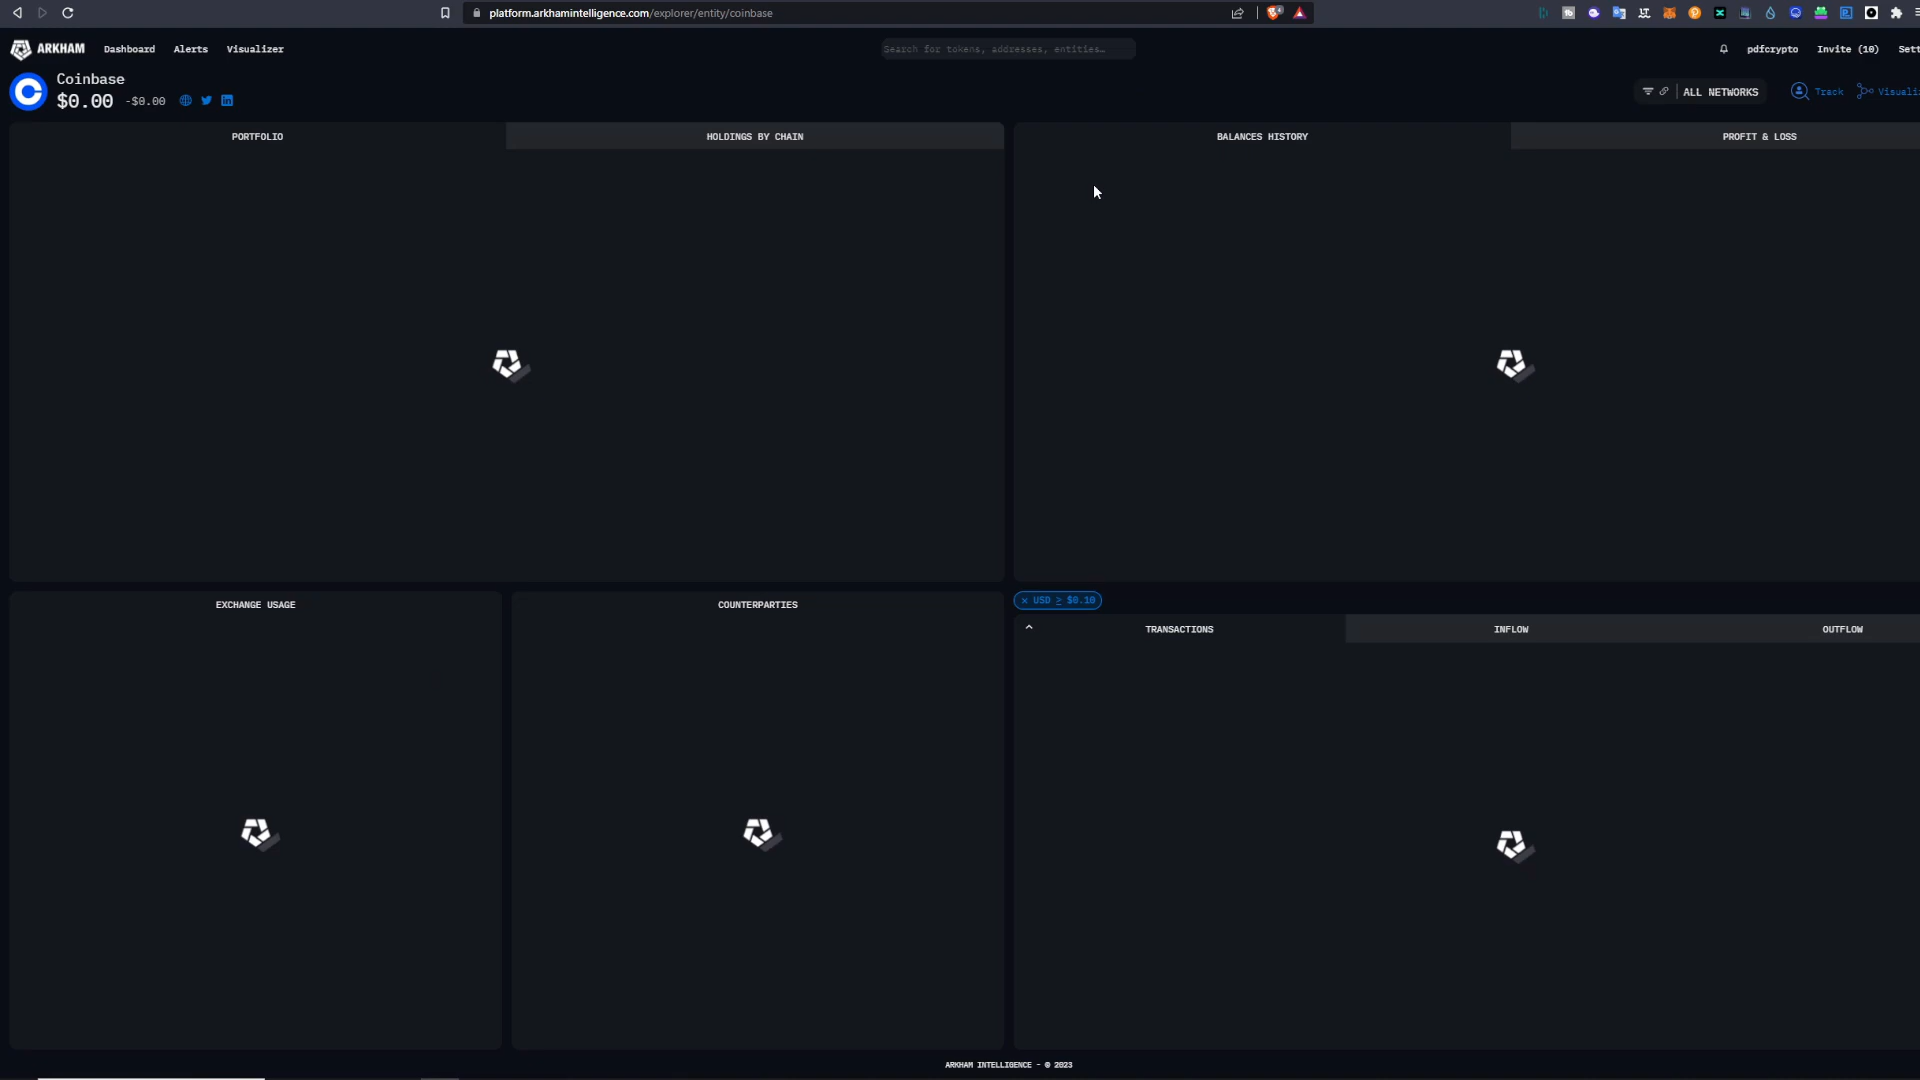 platform.arkhamintelligence.com/explorer/entity/coinbase
ARKHAM Dashboard Alerts Visualizer
Search for tokens, addresses, entities…
pdfcrypto Invite (10) Sett
Coinbase
$0.00 -$0.00
ALL NETWORKS Track Visualiz
PORTFOLIO HOLDINGS BY CHAIN
BALANCES HISTORY PROFIT & LOSS
EXCHANGE USAGE
COUNTERPARTIES
× USD ≥ $0.10
TRANSACTIONS INFLOW OUTFLOW
ARKHAM INTELLIGENCE - © 2023